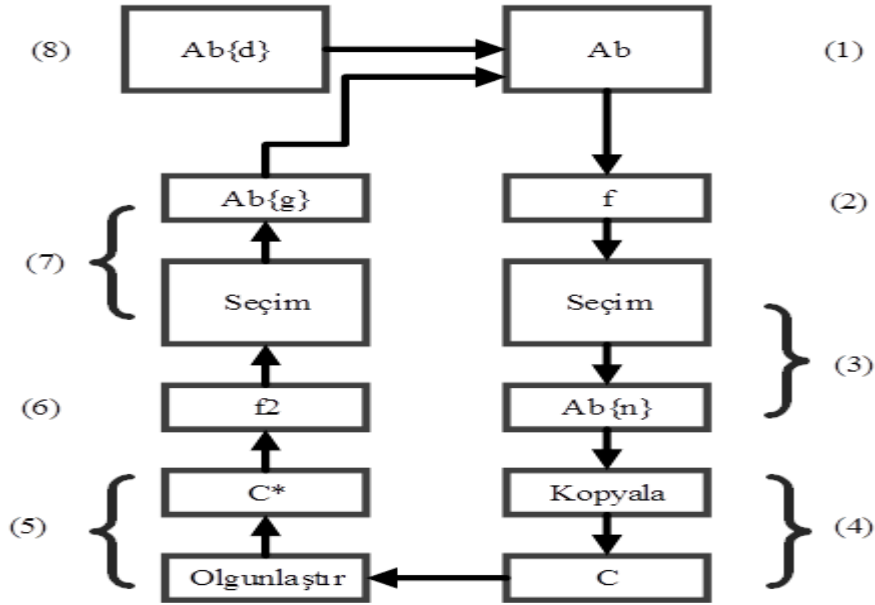 (8) Ab{d} Ab (1)
Ab{g} f (2)
(7) Seçim Seçim
(3)
(6) f2 Ab{n}
C* Kopyala
(5) (4)
Olgunlaştır C